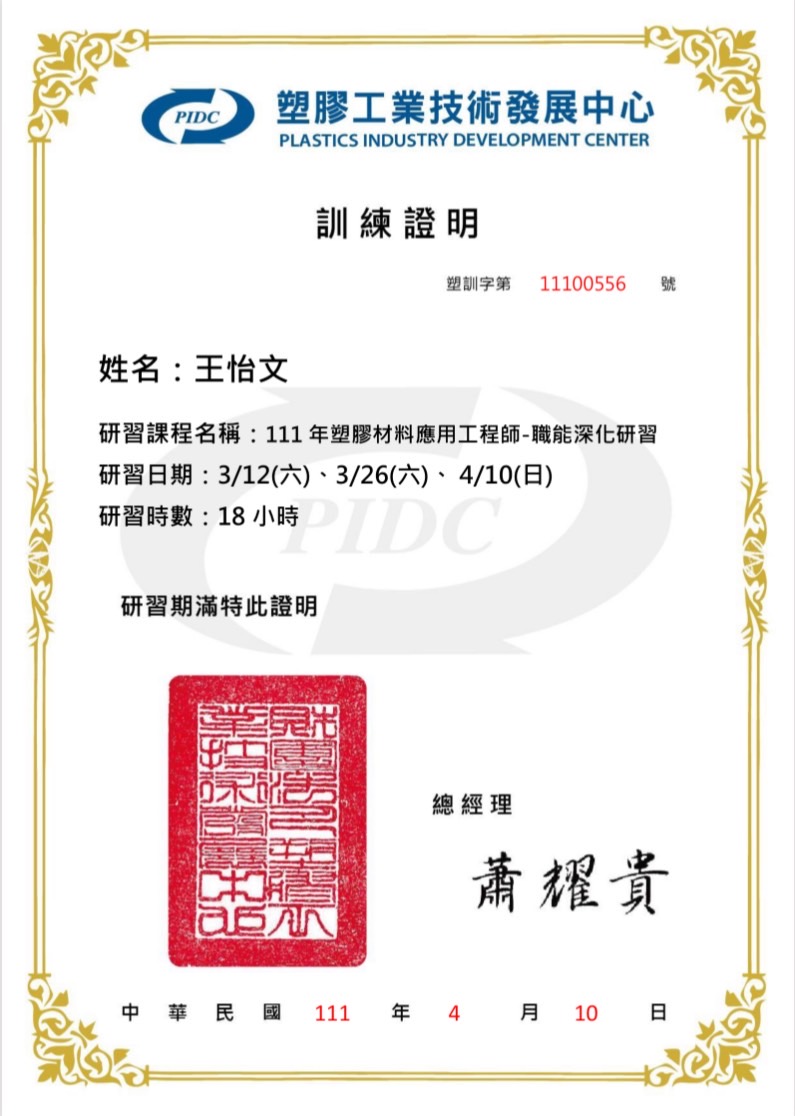 PIDC
塑膠工業技術發展中心
PLASTICS INDUSTRY DEVELOPMENT CENTER
訓練證明
塑訓字第 11100556 號
姓名：王怡文
研習課程名稱：111 年塑膠材料應用工程師-職能深化研習
研習日期：3/12(六)、3/26(六)、 4/10(日)
研習時數：18 小時
PIDC
研習期滿特此證明
財團法人塑膠工
業技術發展中心
總經理
蕭耀貴
中華民國 111 年 4 月 10 日